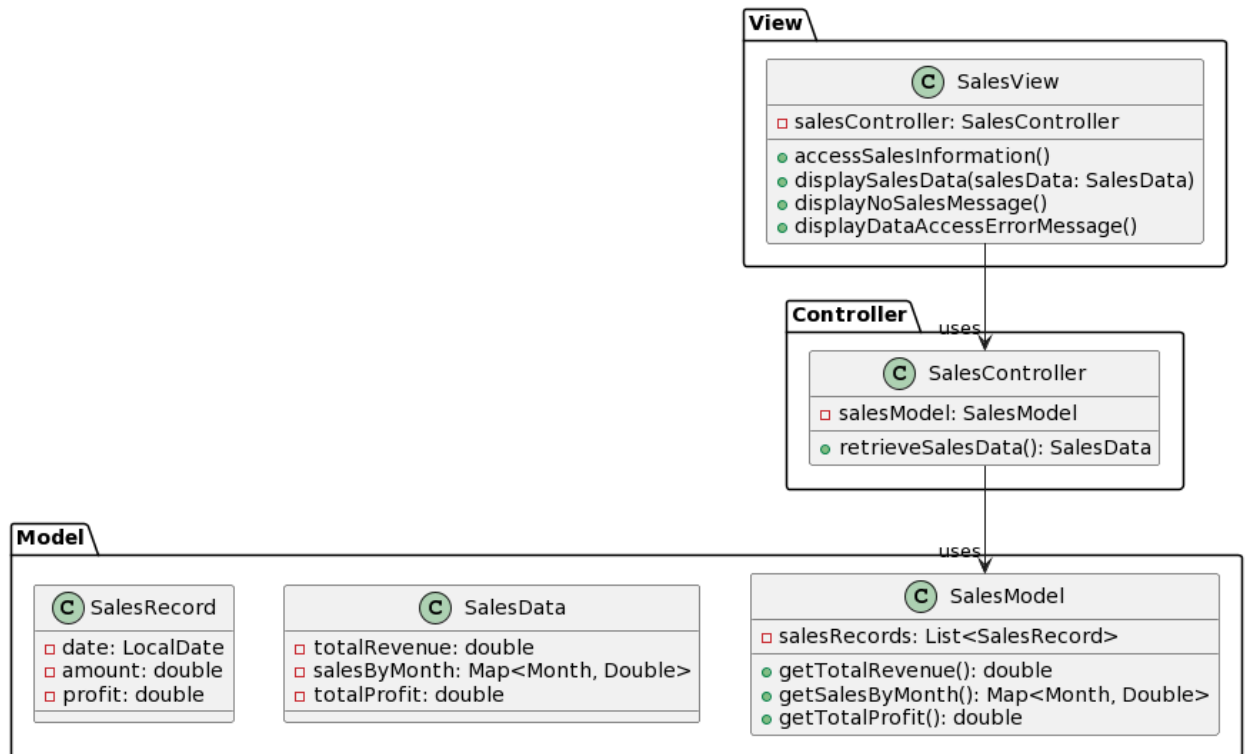 View
C SalesView
salesController: SalesController
accessSalesInformation()
displaySalesData(salesData: SalesData)
displayNoSalesMessage()
displayDataAccessErrorMessage()
uses
Controller
C SalesController
salesModel: SalesModel
retrieveSalesData(): SalesData
uses
Model
C SalesRecord
date: LocalDate
amount: double
profit: double
C SalesData
totalRevenue: double
salesByMonth: Map<Month, Double>
totalProfit: double
C SalesModel
salesRecords: List<SalesRecord>
getTotalRevenue(): double
getSalesByMonth(): Map<Month, Double>
getTotalProfit(): double